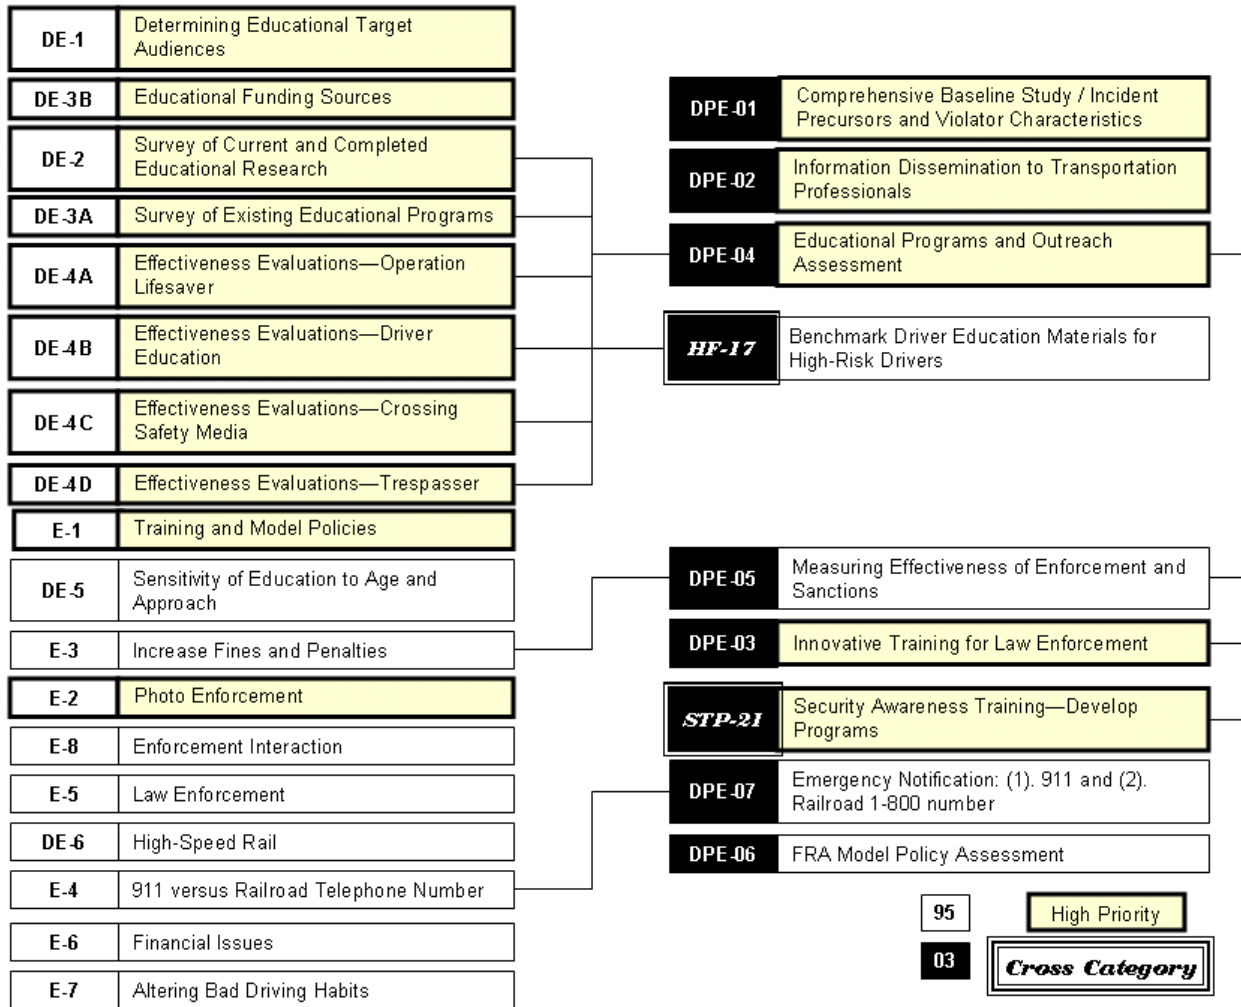 DE-1
Determining Educational Target
Audiences
DE-3B
Educational Funding Sources
DE-2
Survey of Current and Completed
Educational Research
DE-3A
Survey of Existing Educational Programs
DE-4A
Effectiveness Evaluations—Operation
Lifesaver
DE-4B
Effectiveness Evaluations—Driver
Education
DE-4C
Effectiveness Evaluations—Crossing
Safety Media
DE-4D
Effectiveness Evaluations—Trespasser
E-1
Training and Model Policies
DE-5
Sensitivity of Education to Age and
Approach
E-3
Increase Fines and Penalties
E-2
Photo Enforcement
E-8
Enforcement Interaction
E-5
Law Enforcement
DE-6
High-Speed Rail
E-4
911 versus Railroad Telephone Number
E-6
Financial Issues
E-7
Altering Bad Driving Habits
DPE-01
Comprehensive Baseline Study / Incident
Precursors and Violator Characteristics
DPE-02
Information Dissemination to Transportation
Professionals
DPE-04
Educational Programs and Outreach
Assessment
HF-17
Benchmark Driver Education Materials for
High-Risk Drivers
DPE-05
Measuring Effectiveness of Enforcement and
Sanctions
DPE-03
Innovative Training for Law Enforcement
STP-21
Security Awareness Training—Develop
Programs
DPE-07
Emergency Notification: (1). 911 and (2).
Railroad 1-800 number
DPE-06
FRA Model Policy Assessment
95
High Priority
03
Cross Category